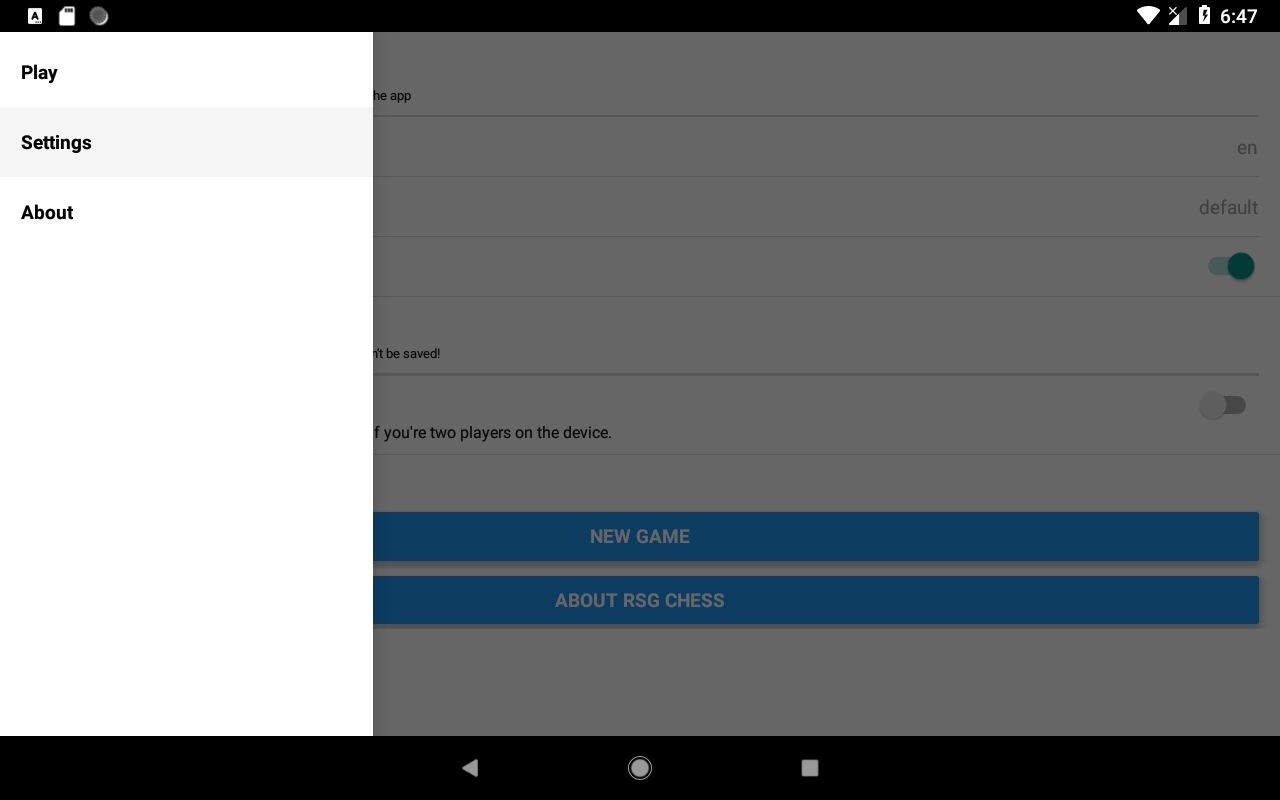 6:47
Play
he app
Settings
en
default
About
n't be saved!
f you're two players on the device.
NEW GAME
ABOUT RSG CHESS